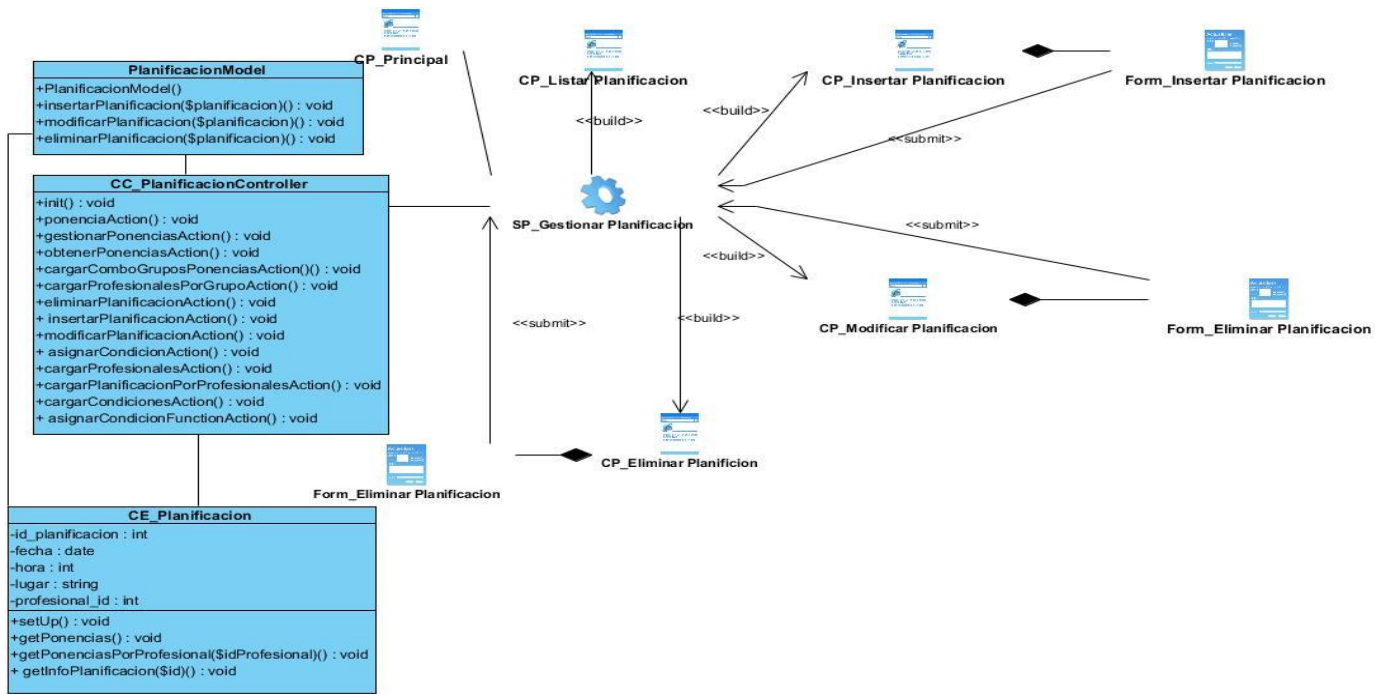 CP_Principal
CP_Listar Planificacion
CP_Insertar Planificacion
Form_Insertar Planificacion
<<build>>
<<build>>
<<submit>>
PlanificacionModel
+PlanificacionModel()
+insertarPlanificacion($planificacion)() : void
+modificarPlanificacion($planificacion)() : void
+eliminarPlanificacion($planificacion)() : void
CC_PlanificacionController
+init() : void
+ponenciaAction() : void
+gestionarPonenciasAction() : void
+obtenerPonenciasAction() : void
+cargarComboGruposPonenciasAction()() : void
+cargarProfesionalesPorGrupoAction() : void
+eliminarPlanificacionAction() : void
+ insertarPlanificacionAction() : void
+modificarPlanificacionAction() : void
+ asignarCondicionAction() : void
+cargarProfesionalesAction() : void
+cargarPlanificacionPorProfesionalesAction() : void
+cargarCondicionesAction() : void
+ asignarCondicionFunctionAction() : void
SP_Gestionar Planificacion
<<submit>>
<<build>>
<<submit>>
<<build>>
CP_Modificar Planificacion
Form_Eliminar Planificacion
CP_Eliminar Planificion
Form_Eliminar Planificacion
CE_Planificacion
-id_planificacion : int
-fecha : date
-hora : int
-lugar : string
-profesional_id : int
+setUp() : void
+getPonencias() : void
+getPonenciasPorProfesional($idProfesional)() : void
+ getInfoPlanificacion($id)() : void